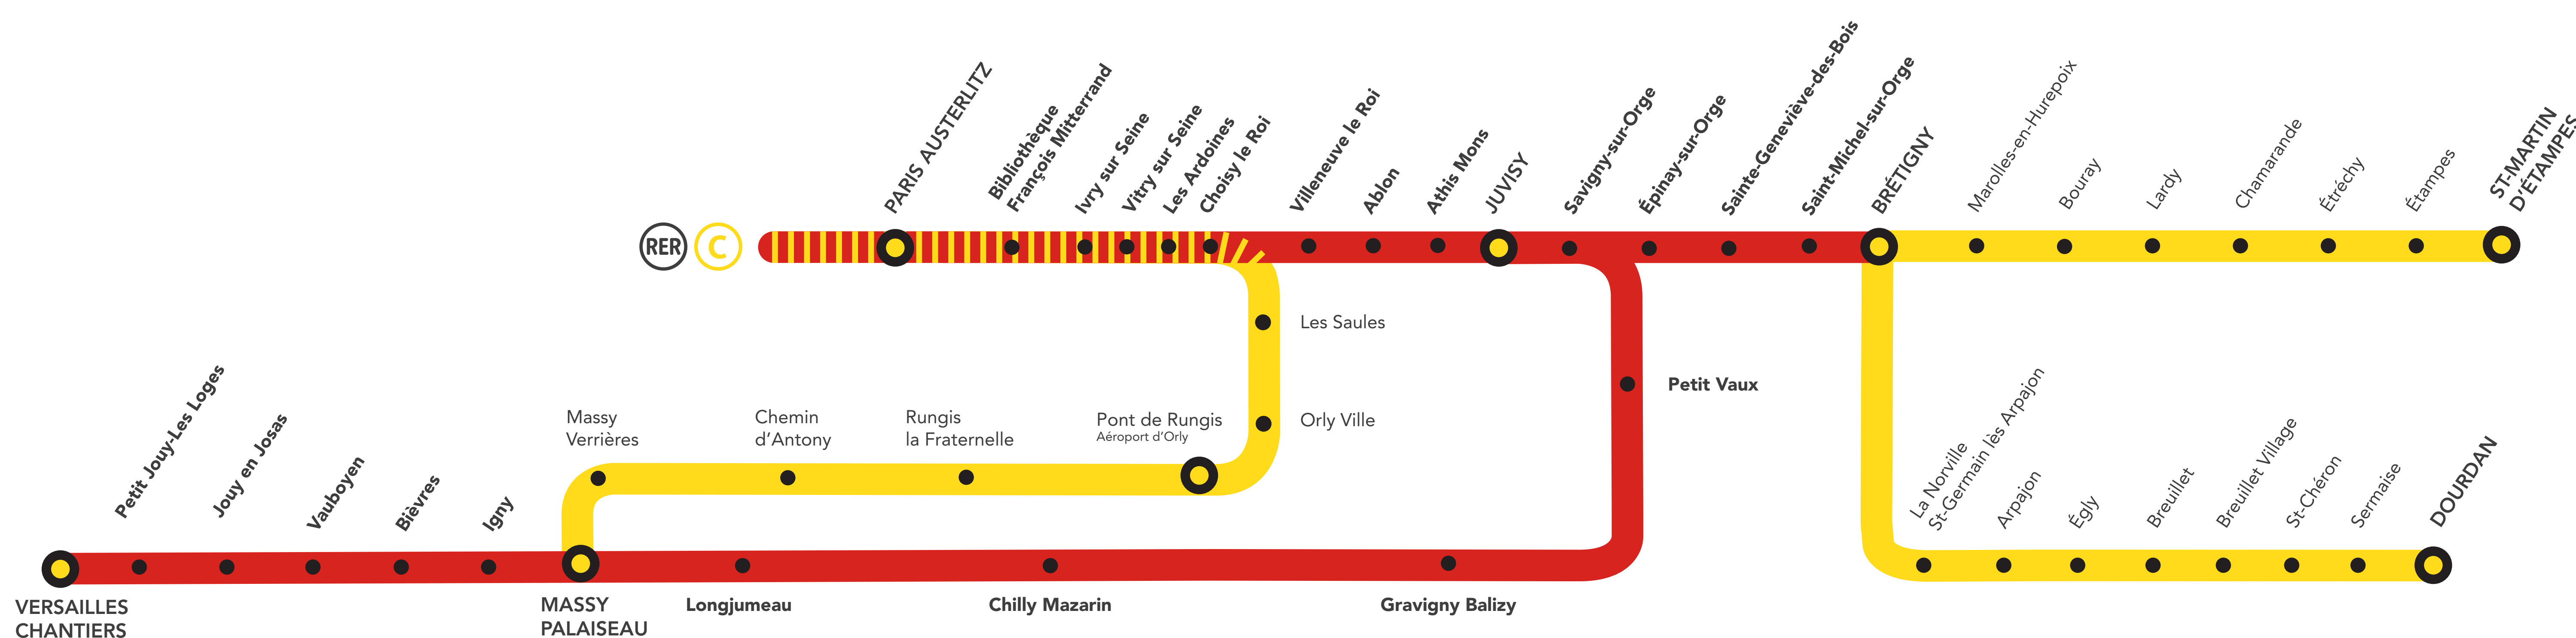 RER
C
PARIS AUSTERLITZ
Bibliothèque
François Mitterrand
Ivry sur Seine
Vitry sur Seine
Les Ardoines
Choisy le Roi
Villeneuve le Roi
Ablon
Athis Mons
JUVISY
Savigny-sur-Orge
Épinay-sur-Orge
Sainte-Geneviève-des-Bois
Saint-Michel-sur-Orge
BRÉTIGNY
Marolles-en-Hurepoix
Bouray
Lardy
Chamarande
Étréchy
Étampes
ST-MARTIN
D'ÉTAMPES
Les Saules
Orly Ville
Petit Vaux
Massy
Verrières
Chemin
d'Antony
Rungis
la Fraternelle
Pont de Rungis
Aéroport d'Orly
Petit Jouy-Les Loges
Jouy en Josas
Vauboyen
Bièvres
Igny
La Norville
St-Germain lès Arpajon
Arpajon
Égly
Breuillet
Breuillet Village
St-Chéron
Sermaise
DOURDAN
VERSAILLES
CHANTIERS
MASSY
PALAISEAU
Longjumeau
Chilly Mazarin
Gravigny Balizy